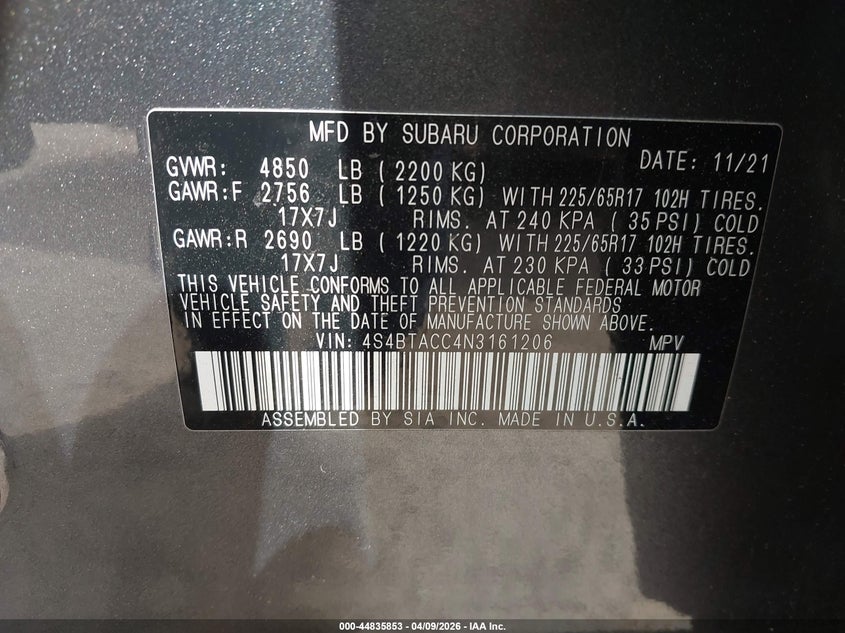 MFD BY SUBARU CORPORATION
GVWR: 4850 LB ( 2200 KG) DATE: 11/21
GAWR:F 2756 LB ( 1250 KG) WITH 225/65R17 102H TIRES.
17X7J RIMS. AT 240 KPA ( 35 PSI) COLD
GAWR:R 2690 LB ( 1220 KG) WITH 225/65R17 102H TIRES.
17X7J RIMS. AT 230 KPA ( 33 PSI) COLD
THIS VEHICLE CONFORMS TO ALL APPLICABLE FEDERAL MOTOR
VEHICLE SAFETY AND THEFT PREVENTION STANDARDS
IN EFFECT ON THE DATE OF MANUFACTURE SHOWN ABOVE.
VIN: 4S4BTACC4N3161206 MPV
ASSEMBLED BY SIA INC. MADE IN U.S.A.
000-44835853 - 04/09/2026 - IAA Inc.